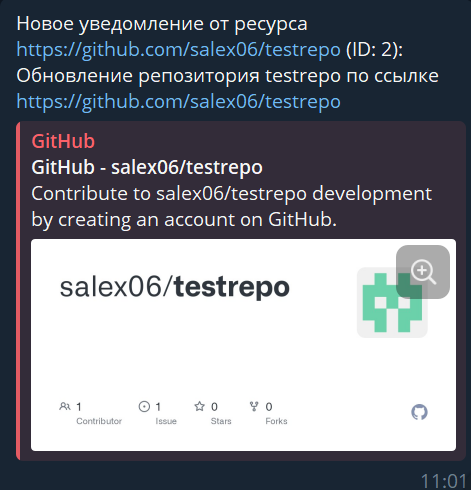 Новое уведомление от ресурса
https://github.com/salex06/testrepo (ID: 2):
Обновление репозитория testrepo по ссылке
https://github.com/salex06/testrepo
GitHub
GitHub - salex06/testrepo
Contribute to salex06/testrepo development
by creating an account on GitHub.
salex06/testrepo
1 1 0 0
Contributor Issue Stars Forks
11:01